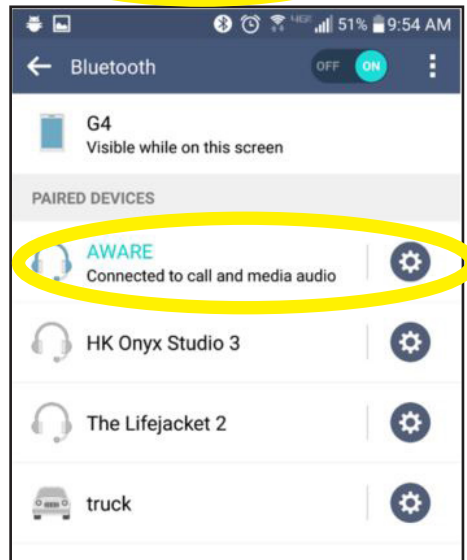 51% 9:54 AM
Bluetooth OFF ON
G4
Visible while on this screen
PAIRED DEVICES
AWARE
Connected to call and media audio
HK Onyx Studio 3
The Lifejacket 2
truck